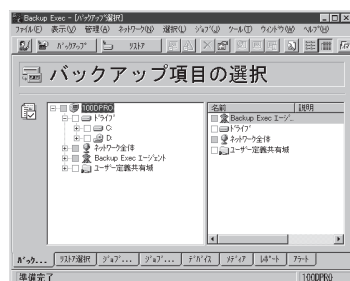 Backup Exec - [ﾊﾞｯｸｱｯﾌﾟ選択]
ﾌｧｲﾙ(F) 表示(V) 管理(A) ﾈｯﾄﾜｰｸ(N) 選択(L) ｼﾞｮﾌﾞ(J) ﾂｰﾙ(T) ｳｨﾝﾄﾞｳ(W) ﾍﾙﾌﾟ(H)
ﾊﾞｯｸｱｯﾌﾟ ﾘｽﾄｱ
バックアップ項目の選択
100DPRO
ﾄﾞﾗｲﾌﾞ
C:
D:
ﾈｯﾄﾜｰｸ全体
Backup Exec ｴｰｼﾞｪﾝﾄ
ﾕｰｻﾞｰ定義共有域
名前 説明
Backup Exec ｴｰｼﾞ...
ﾄﾞﾗｲﾌﾞ
ﾈｯﾄﾜｰｸ全体
ﾕｰｻﾞｰ定義共有域
ﾊﾞｯｸ... ﾘｽﾄｱ選択 ｼﾞｮﾌﾞ... ｼﾞｮﾌﾞ... ﾃﾞﾊﾞｲｽ ﾒﾃﾞｨｱ ﾚﾎﾟｰﾄ ｱﾗｰﾄ
準備完了 100DPRO